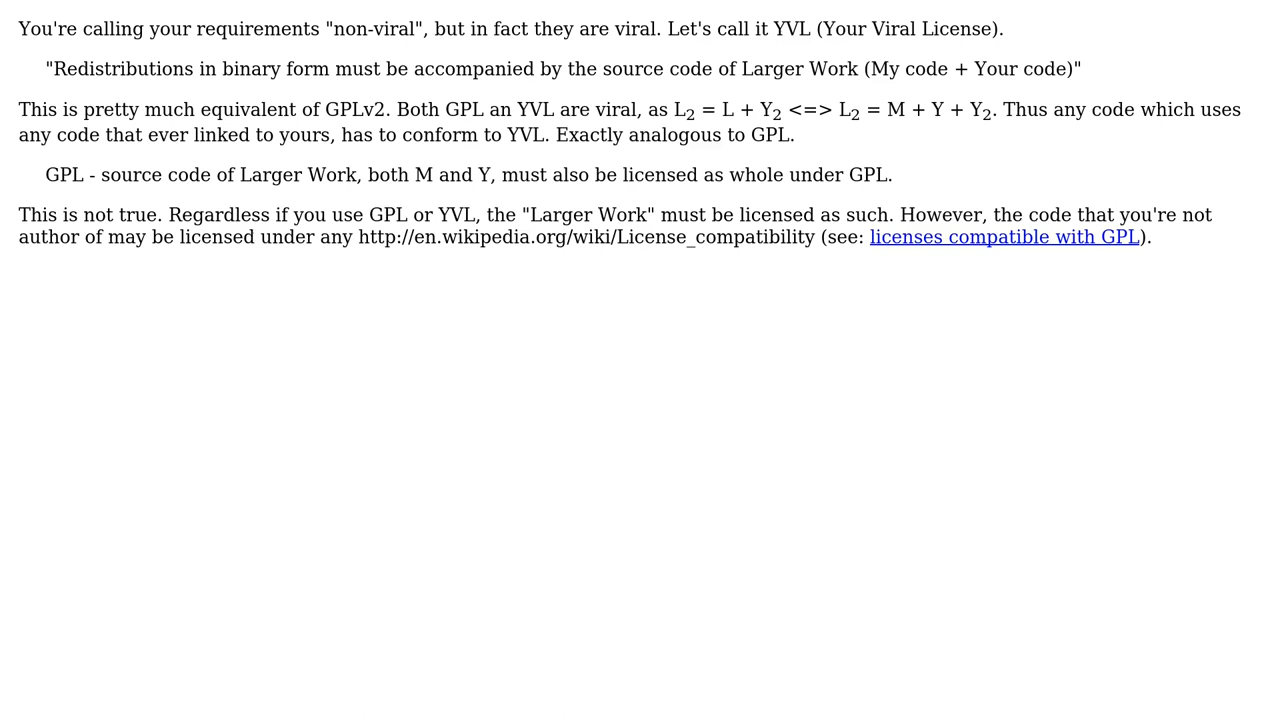 You're calling your requirements "non-viral", but in fact they are viral. Let's call it YVL (Your Viral License).
"Redistributions in binary form must be accompanied by the source code of Larger Work (My code + Your code)"
This is pretty much equivalent of GPLv2. Both GPL an YVL are viral, as L2 = L + Y2 <=> L2 = M + Y + Y2. Thus any code which uses
any code that ever linked to yours, has to conform to YVL. Exactly analogous to GPL.
GPL - source code of Larger Work, both M and Y, must also be licensed as whole under GPL.
This is not true. Regardless if you use GPL or YVL, the "Larger Work" must be licensed as such. However, the code that you're not
author of may be licensed under any http://en.wikipedia.org/wiki/License_compatibility (see: licenses compatible with GPL).